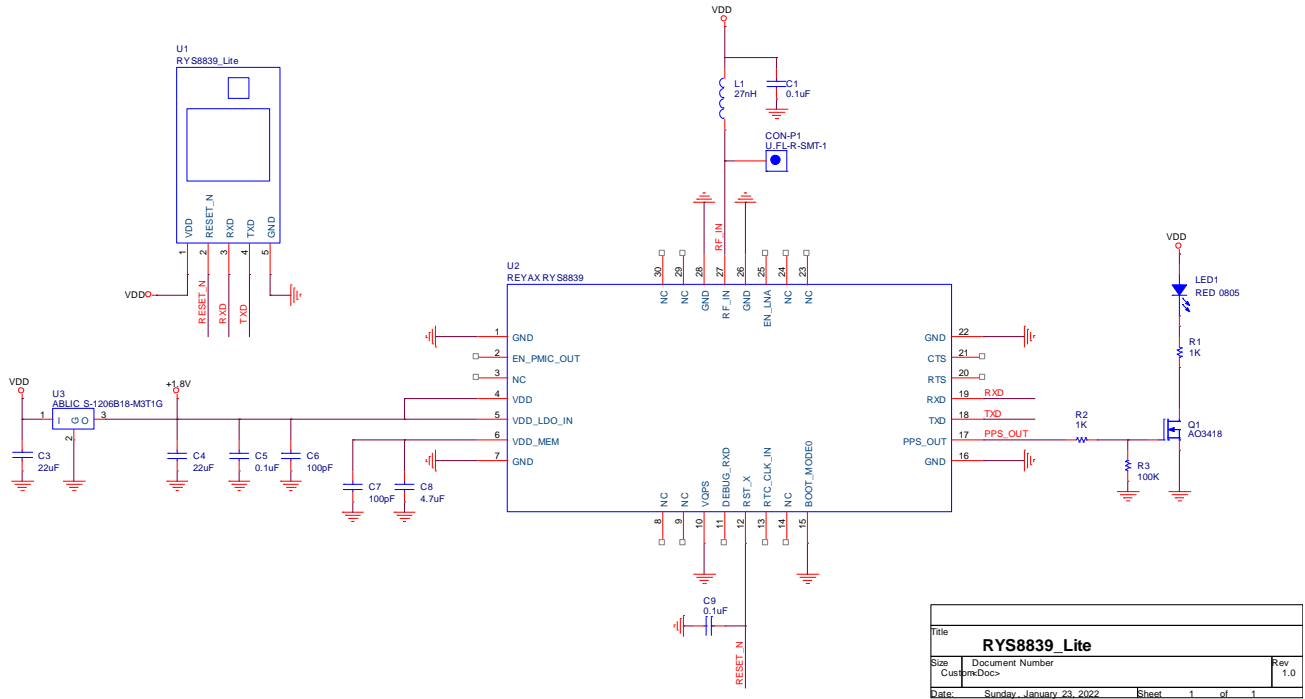 VDD
U1
RYS8839_Lite
VDD
RESET_N
RXD
TXD
GND
1
2
3
4
5
VDD
RESET_N
RXD
TXD
L1
27nH
C1
0.1uF
CON-P1
U.FL-R-SMT-1
RF_IN
U2
REYAX RYS8839
30
29
28
27
26
25
24
23
NC
NC
GND
RF_IN
GND
EN_LNA
NC
NC
1
GND
2
EN_PMIC_OUT
3
NC
4
VDD
5
VDD_LDO_IN
6
VDD_MEM
7
GND
GND
22
CTS
21
RTS
20
RXD
19
RXD
TXD
18
TXD
PPS_OUT
17
PPS_OUT
GND
16
NC
NC
VQPS
DEBUG_RXD
RST_X
RTC_CLK_IN
NC
BOOT_MODE0
8
9
10
11
12
13
14
15
VDD
U3
ABLIC S-1206B18-M3T1G
1
I
G
O
3
2
+1.8V
C3
22uF
C4
22uF
C5
0.1uF
C6
100pF
C7
100pF
C8
4.7uF
C9
0.1uF
RESET_N
VDD
LED1
RED 0805
R1
1K
R2
1K
Q1
AO3418
R3
100K
Title
RYS8839_Lite
Size
Document Number
Rev
Custom
<Doc>
1.0
Date:
Sunday, January 23, 2022
Sheet
1
of
1